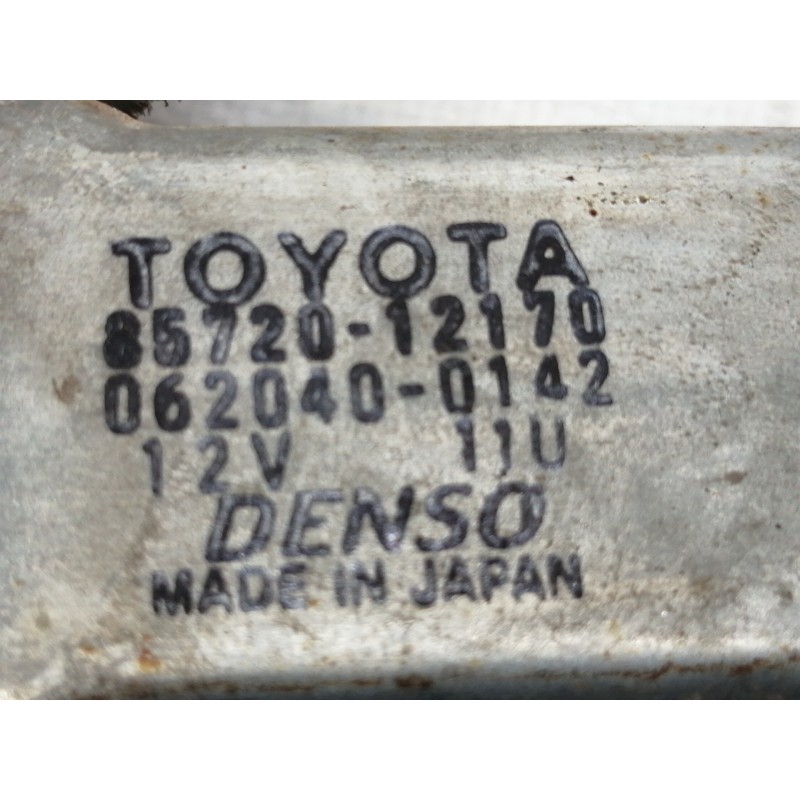 TOYOTA
85720-12170
062040-0142
12V 11U
DENSO
MADE IN JAPAN